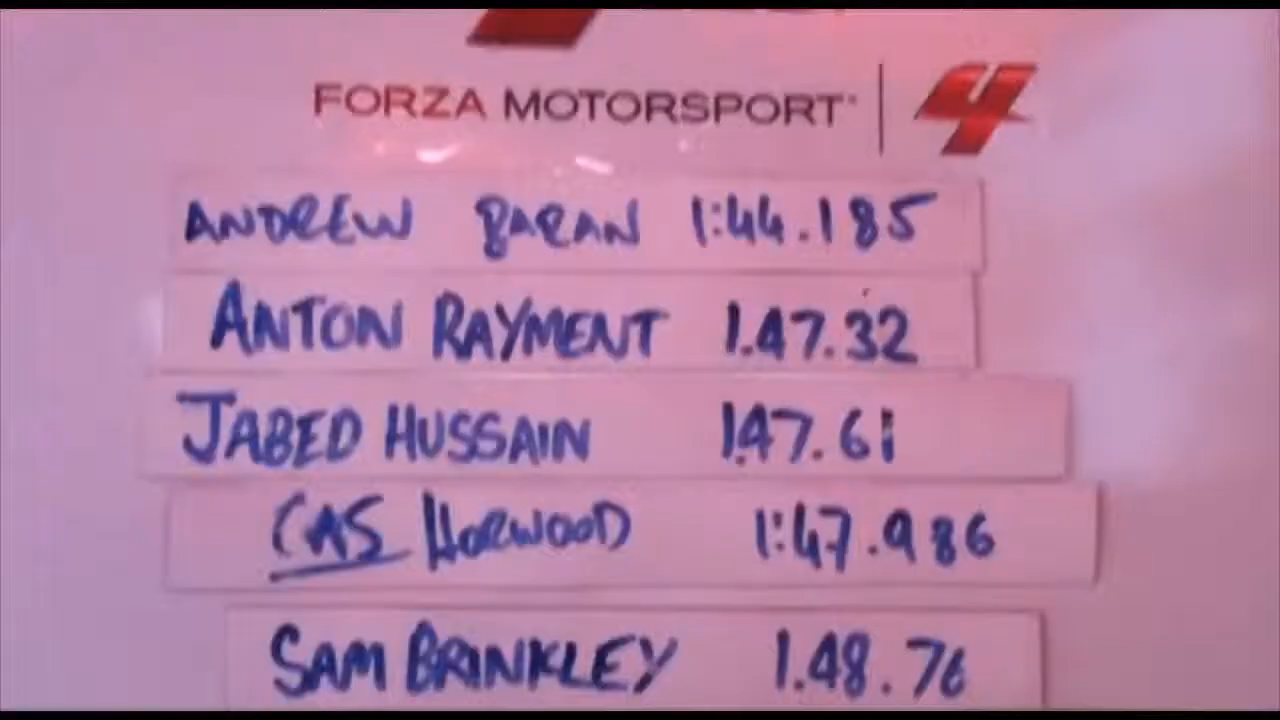 FORZA MOTORSPORT 4
ANDREW BARAN 1:44.185
ANTON RAYMENT 1.47.32
JABED HUSSAIN 1.47.61
CAS HORWOOD 1:47.986
SAM BRINKLEY 1.48.76